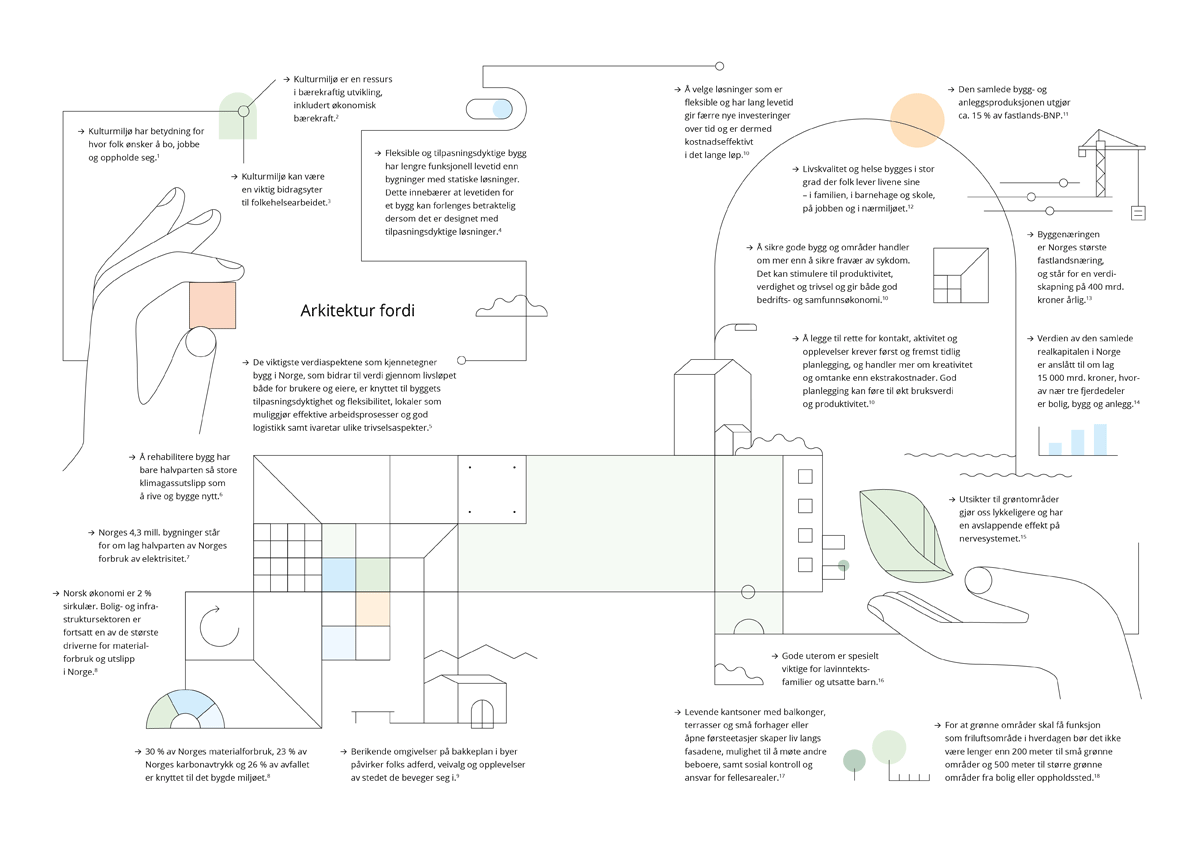 → Kulturmiljø er en ressurs
i bærekraftig utvikling,
inkludert økonomisk
bærekraft.²
→ Kulturmiljø har betydning for
hvor folk ønsker å bo, jobbe
og oppholde seg.¹
→ Kulturmiljø kan være
en viktig bidragsyter
til folkehelsearbeidet.³
→ Fleksible og tilpasningsdyktige bygg
har lengre funksjonell levetid enn
bygninger med statiske løsninger.
Dette innebærer at levetiden for
et bygg kan forlenges betraktelig
dersom det er designet med
tilpasningsdyktige løsninger.⁴
Arkitektur fordi
→ De viktigste verdiaspektene som kjennetegner
bygg i Norge, som bidrar til verdi gjennom livsløpet
både for brukere og eiere, er knyttet til byggets
tilpasningsdyktighet og fleksibilitet, lokaler som
muliggjør effektive arbeidsprosesser og god
logistikk samt ivaretar ulike trivselsaspekter.⁵
→ Å rehabilitere bygg har
bare halvparten så store
klimagassutslipp som
å rive og bygge nytt.⁶
→ Norges 4,3 mill. bygninger står
for om lag halvparten av Norges
forbruk av elektrisitet.⁷
→ Norsk økonomi er 2 %
sirkulær. Bolig- og infra-
struktursektoren er
fortsatt en av de største
driverne for material-
forbruk og utslipp
i Norge.⁸
→ 30 % av Norges materialforbruk, 23 % av
Norges karbonavtrykk og 26 % av avfallet
er knyttet til det bygde miljøet.⁸
→ Berikende omgivelser på bakkeplan i byer
påvirker folks adferd, veivalg og opplevelser
av stedet de beveger seg i.⁹
→ Å velge løsninger som er
fleksible og har lang levetid
gir færre nye investeringer
over tid og er dermed
kostnadseffektivt
i det lange løp.¹⁰
→ Den samlede bygg- og
anleggsproduksjonen utgjør
ca. 15 % av fastlands-BNP.¹¹
→ Livskvalitet og helse bygges i stor
grad der folk lever livene sine
– i familien, i barnehage og skole,
på jobben og i nærmiljøet.¹²
→ Å sikre gode bygg og områder handler
om mer enn å sikre fravær av sykdom.
Det kan stimulere til produktivitet,
verdighet og trivsel og gir både god
bedrifts- og samfunnsøkonomi.¹⁰
→ Byggenæringen
er Norges største
fastlandsnæring,
og står for en verdi-
skapning på 400 mrd.
kroner årlig.¹³
→ Å legge til rette for kontakt, aktivitet og
opplevelser krever først og fremst tidlig
planlegging, og handler mer om kreativitet
og omtanke enn ekstrakostnader. God
planlegging kan føre til økt bruksverdi
og produktivitet.¹⁰
→ Verdien av den samlede
realkapitalen i Norge
er anslått til om lag
15 000 mrd. kroner, hvor-
av nær tre fjerdedeler
er bolig, bygg og anlegg.¹⁴
→ Utsikter til grøntområder
gjør oss lykkeligere og har
en avslappende effekt på
nervesystemet.¹⁵
→ Gode uterom er spesielt
viktige for lavinntekts-
familier og utsatte barn.¹⁶
→ Levende kantsoner med balkonger,
terrasser og små forhager eller
åpne førsteetasjer skaper liv langs
fasadene, mulighet til å møte andre
beboere, samt sosial kontroll og
ansvar for fellesarealer.¹⁷
→ For at grønne områder skal få funksjon
som friluftsområde i hverdagen bør det ikke
være lenger enn 200 meter til små grønne
områder og 500 meter til større grønne
områder fra bolig eller oppholdssted.¹⁸